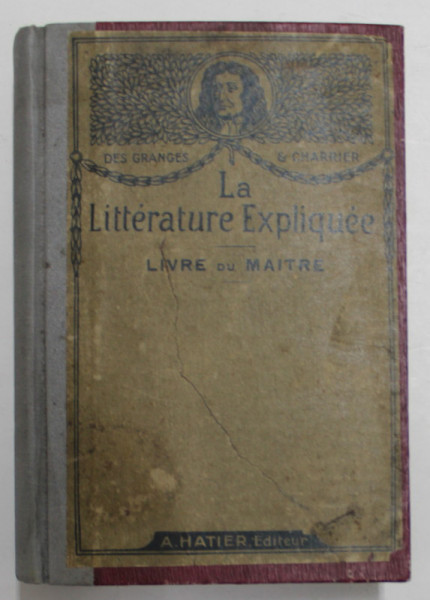 DES GRANGES & CHARRIER
La
Littérature Expliquée
LIVRE DU MAITRE
A. HATIER, Editeur